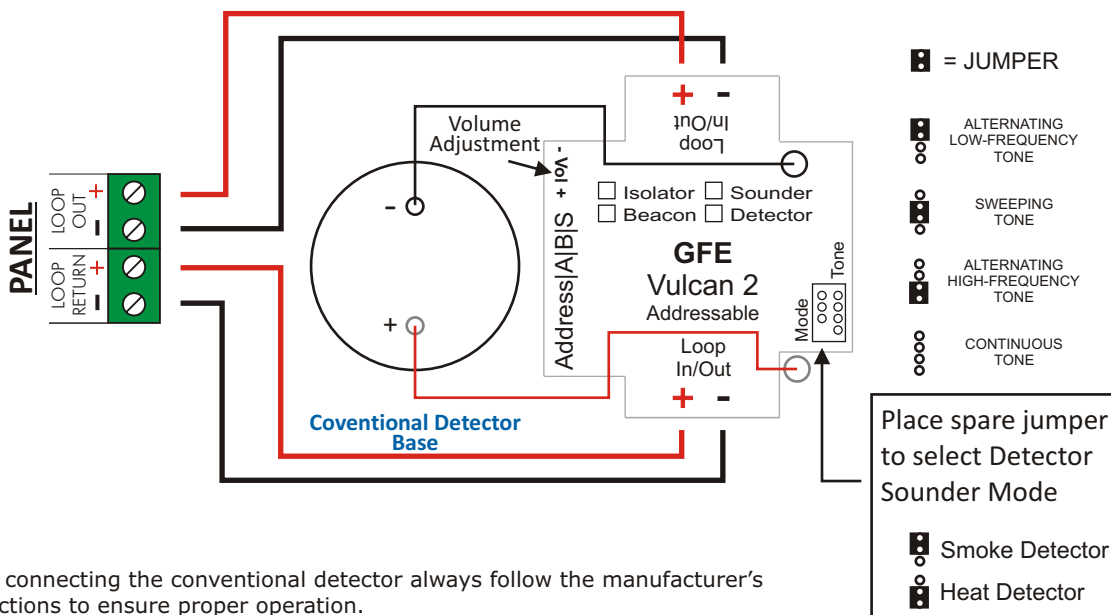 PANEL
LOOP
OUT
+
-
LOOP
RETURN
+
-
+ -
Loop
In/Out
Volume
Adjustment
- Vol +
Address|A|B|S
Isolator Sounder
Beacon Detector
GFE
Vulcan 2
Addressable
Mode
Tone
Loop
In/Out
+ -
-
+
Coventional Detector
Base
= JUMPER
ALTERNATING
LOW-FREQUENCY
TONE
SWEEPING
TONE
ALTERNATING
HIGH-FREQUENCY
TONE
CONTINUOUS
TONE
Place spare jumper
to select Detector
Sounder Mode
Smoke Detector
Heat Detector
connecting the conventional detector always follow the manufacturer's
ctions to ensure proper operation.